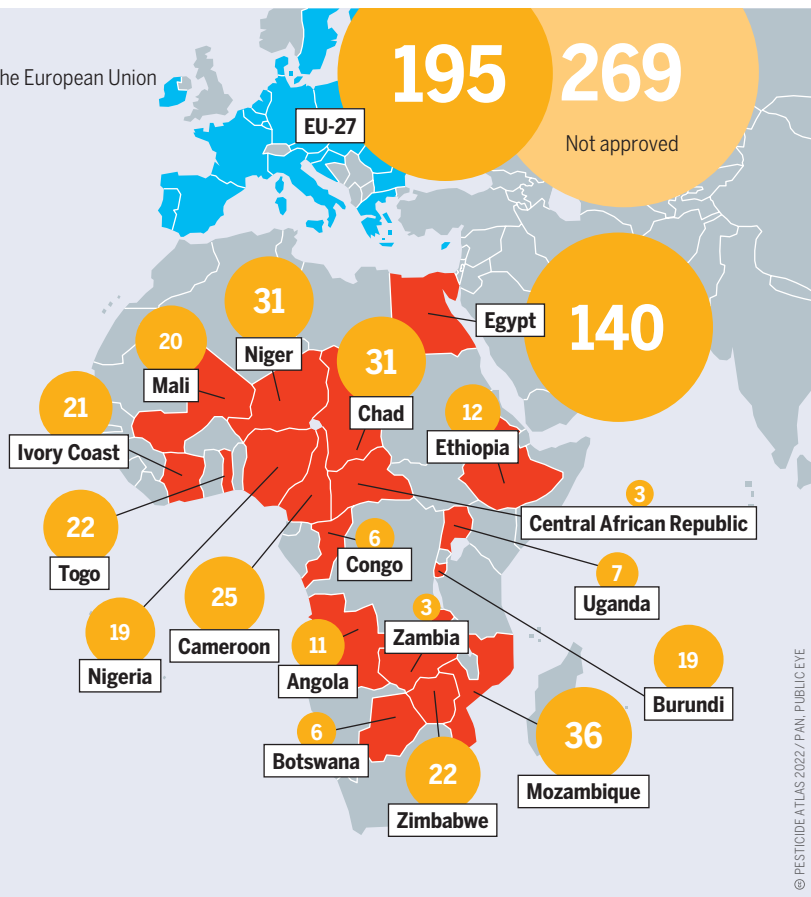 he European Union
195
269
Not approved
EU-27
31
Niger
Egypt
140
20
Mali
31
Chad
21
Ivory Coast
12
Ethiopia
3
Central African Republic
22
Togo
6
Congo
7
Uganda
25
Cameroon
3
Zambia
19
Nigeria
11
Angola
19
Burundi
6
Botswana
36
Mozambique
22
Zimbabwe
© PESTICIDE ATLAS 2022 / PAN, PUBLIC EYE